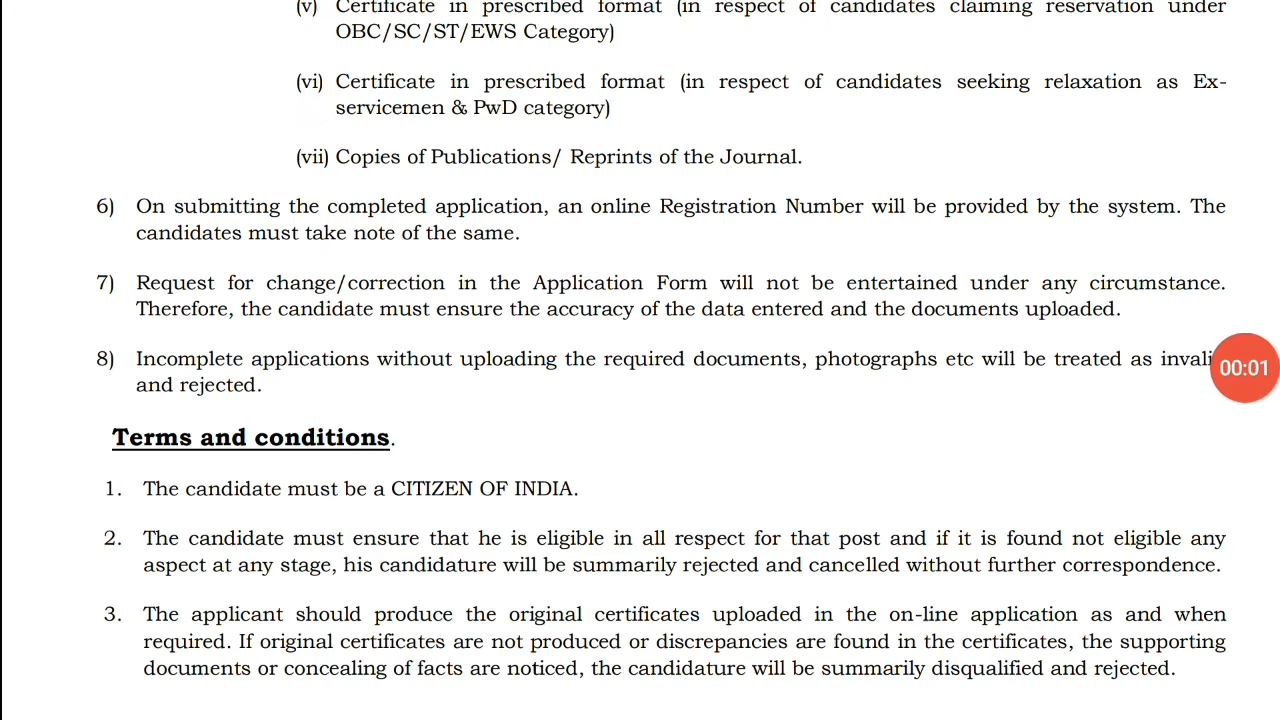 (v) Certificate in prescribed format (in respect of candidates claiming reservation under
OBC/SC/ST/EWS Category)
(vi) Certificate in prescribed format (in respect of candidates seeking relaxation as Ex-
servicemen & PwD category)
(vii) Copies of Publications/ Reprints of the Journal.
6) On submitting the completed application, an online Registration Number will be provided by the system. The
candidates must take note of the same.
7) Request for change/correction in the Application Form will not be entertained under any circumstance.
Therefore, the candidate must ensure the accuracy of the data entered and the documents uploaded.
8) Incomplete applications without uploading the required documents, photographs etc will be treated as invali
and rejected.
00:01
Terms and conditions.
1. The candidate must be a CITIZEN OF INDIA.
2. The candidate must ensure that he is eligible in all respect for that post and if it is found not eligible any
aspect at any stage, his candidature will be summarily rejected and cancelled without further correspondence.
3. The applicant should produce the original certificates uploaded in the on-line application as and when
required. If original certificates are not produced or discrepancies are found in the certificates, the supporting
documents or concealing of facts are noticed, the candidature will be summarily disqualified and rejected.